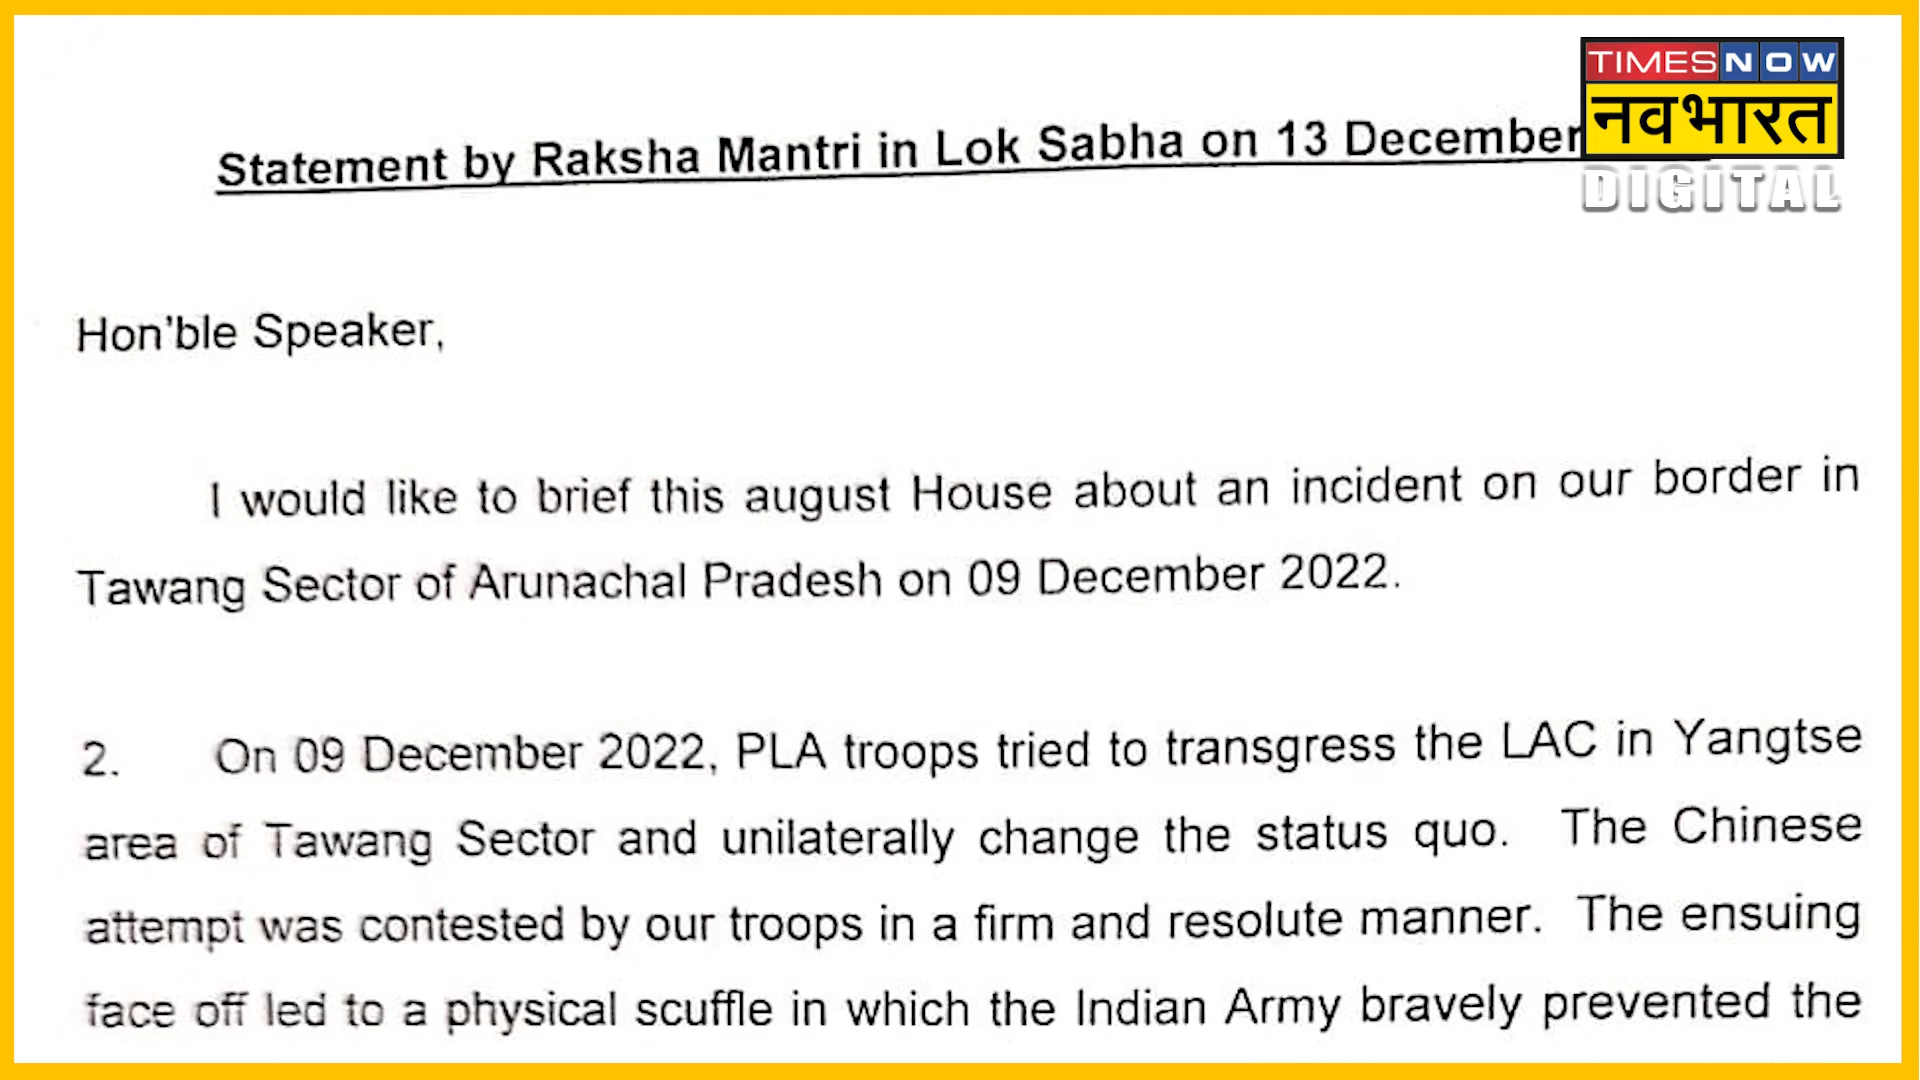 TIMES NOW
नवभारत
DIGITAL
Statement by Raksha Mantri in Lok Sabha on 13 December
Hon'ble Speaker,
I would like to brief this august House about an incident on our border in
Tawang Sector of Arunachal Pradesh on 09 December 2022.
2. On 09 December 2022, PLA troops tried to transgress the LAC in Yangtse
area of Tawang Sector and unilaterally change the status quo. The Chinese
attempt was contested by our troops in a firm and resolute manner. The ensuing
face off led to a physical scuffle in which the Indian Army bravely prevented the